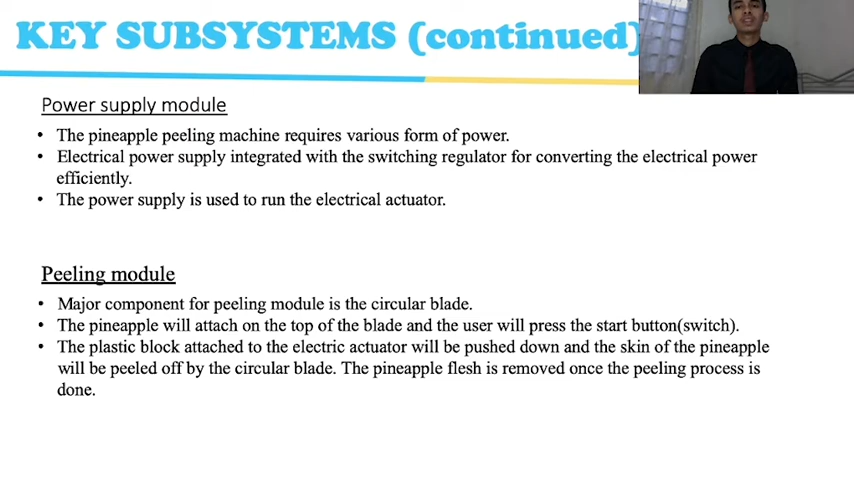 KEY SUBSYSTEMS (continued)
Power supply module
• The pineapple peeling machine requires various form of power.
• Electrical power supply integrated with the switching regulator for converting the electrical power
efficiently.
• The power supply is used to run the electrical actuator.
Peeling module
• Major component for peeling module is the circular blade.
• The pineapple will attach on the top of the blade and the user will press the start button(switch).
• The plastic block attached to the electric actuator will be pushed down and the skin of the pineapple
will be peeled off by the circular blade. The pineapple flesh is removed once the peeling process is
done.